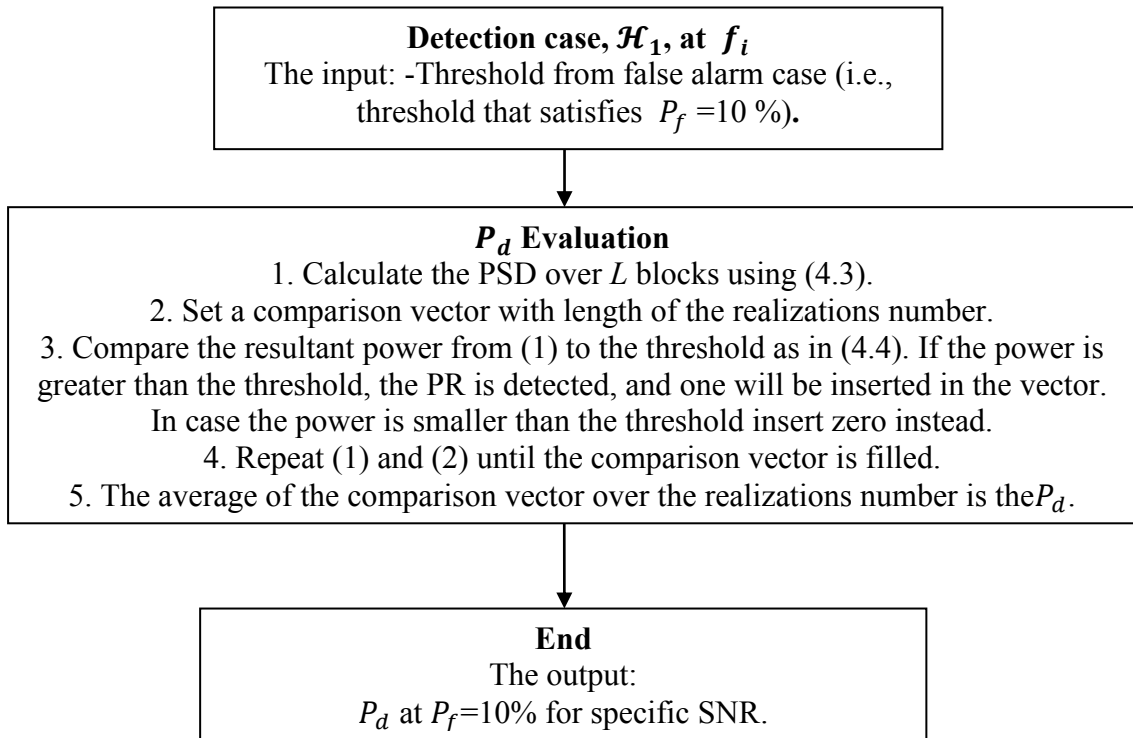 Detection case, 𝓗₁, at 𝒇ᵢ
The input: -Threshold from false alarm case (i.e.,
threshold that satisfies P_f =10 %).
P_d Evaluation
1. Calculate the PSD over L blocks using (4.3).
2. Set a comparison vector with length of the realizations number.
3. Compare the resultant power from (1) to the threshold as in (4.4). If the power is
greater than the threshold, the PR is detected, and one will be inserted in the vector.
In case the power is smaller than the threshold insert zero instead.
4. Repeat (1) and (2) until the comparison vector is filled.
5. The average of the comparison vector over the realizations number is theP_d.
End
The output:
P_d at P_f=10% for specific SNR.